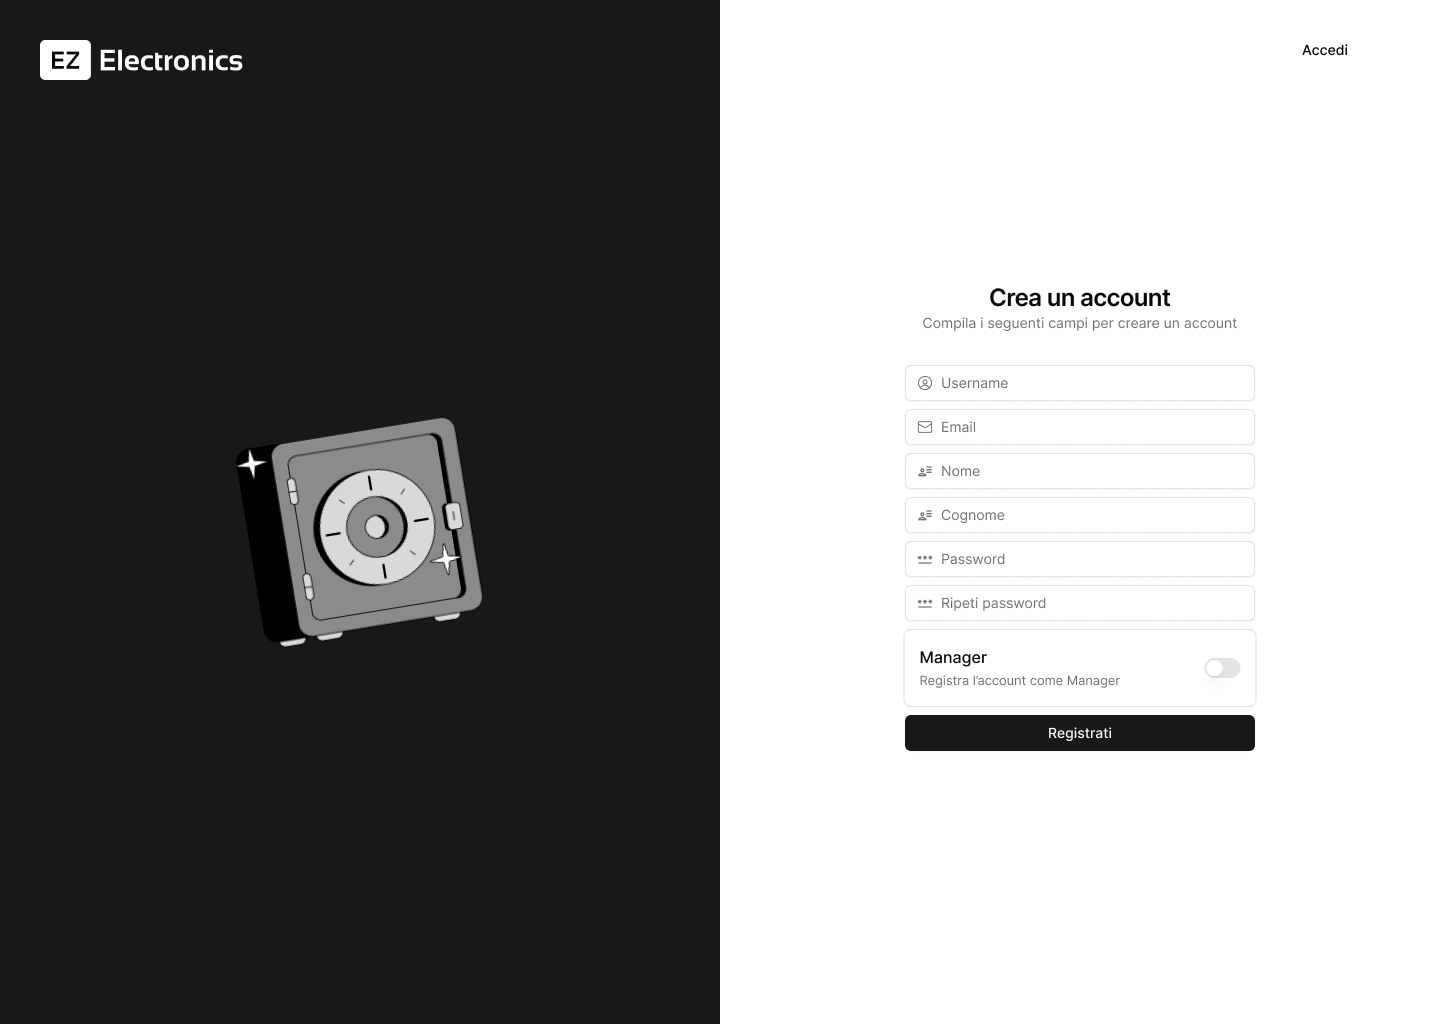 EZ Electronics
Accedi
Crea un account
Compila i seguenti campi per creare un account
Username
Email
Nome
Cognome
Password
Ripeti password
Manager
Registra l'account come Manager
Registrati